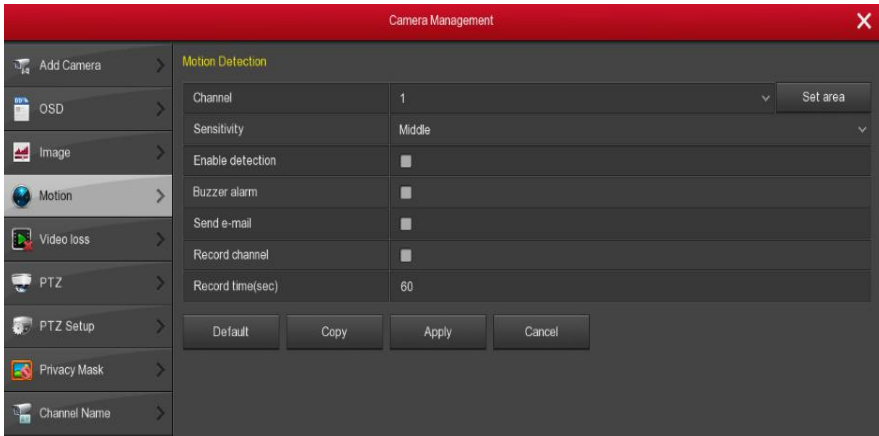 Camera Management
Add Camera
OSD
Image
Motion
Video loss
PTZ
PTZ Setup
Privacy Mask
Channel Name
Motion Detection
Channel 1 Set area
Sensitivity Middle
Enable detection
Buzzer alarm
Send e-mail
Record channel
Record time(sec) 60
Default Copy Apply Cancel